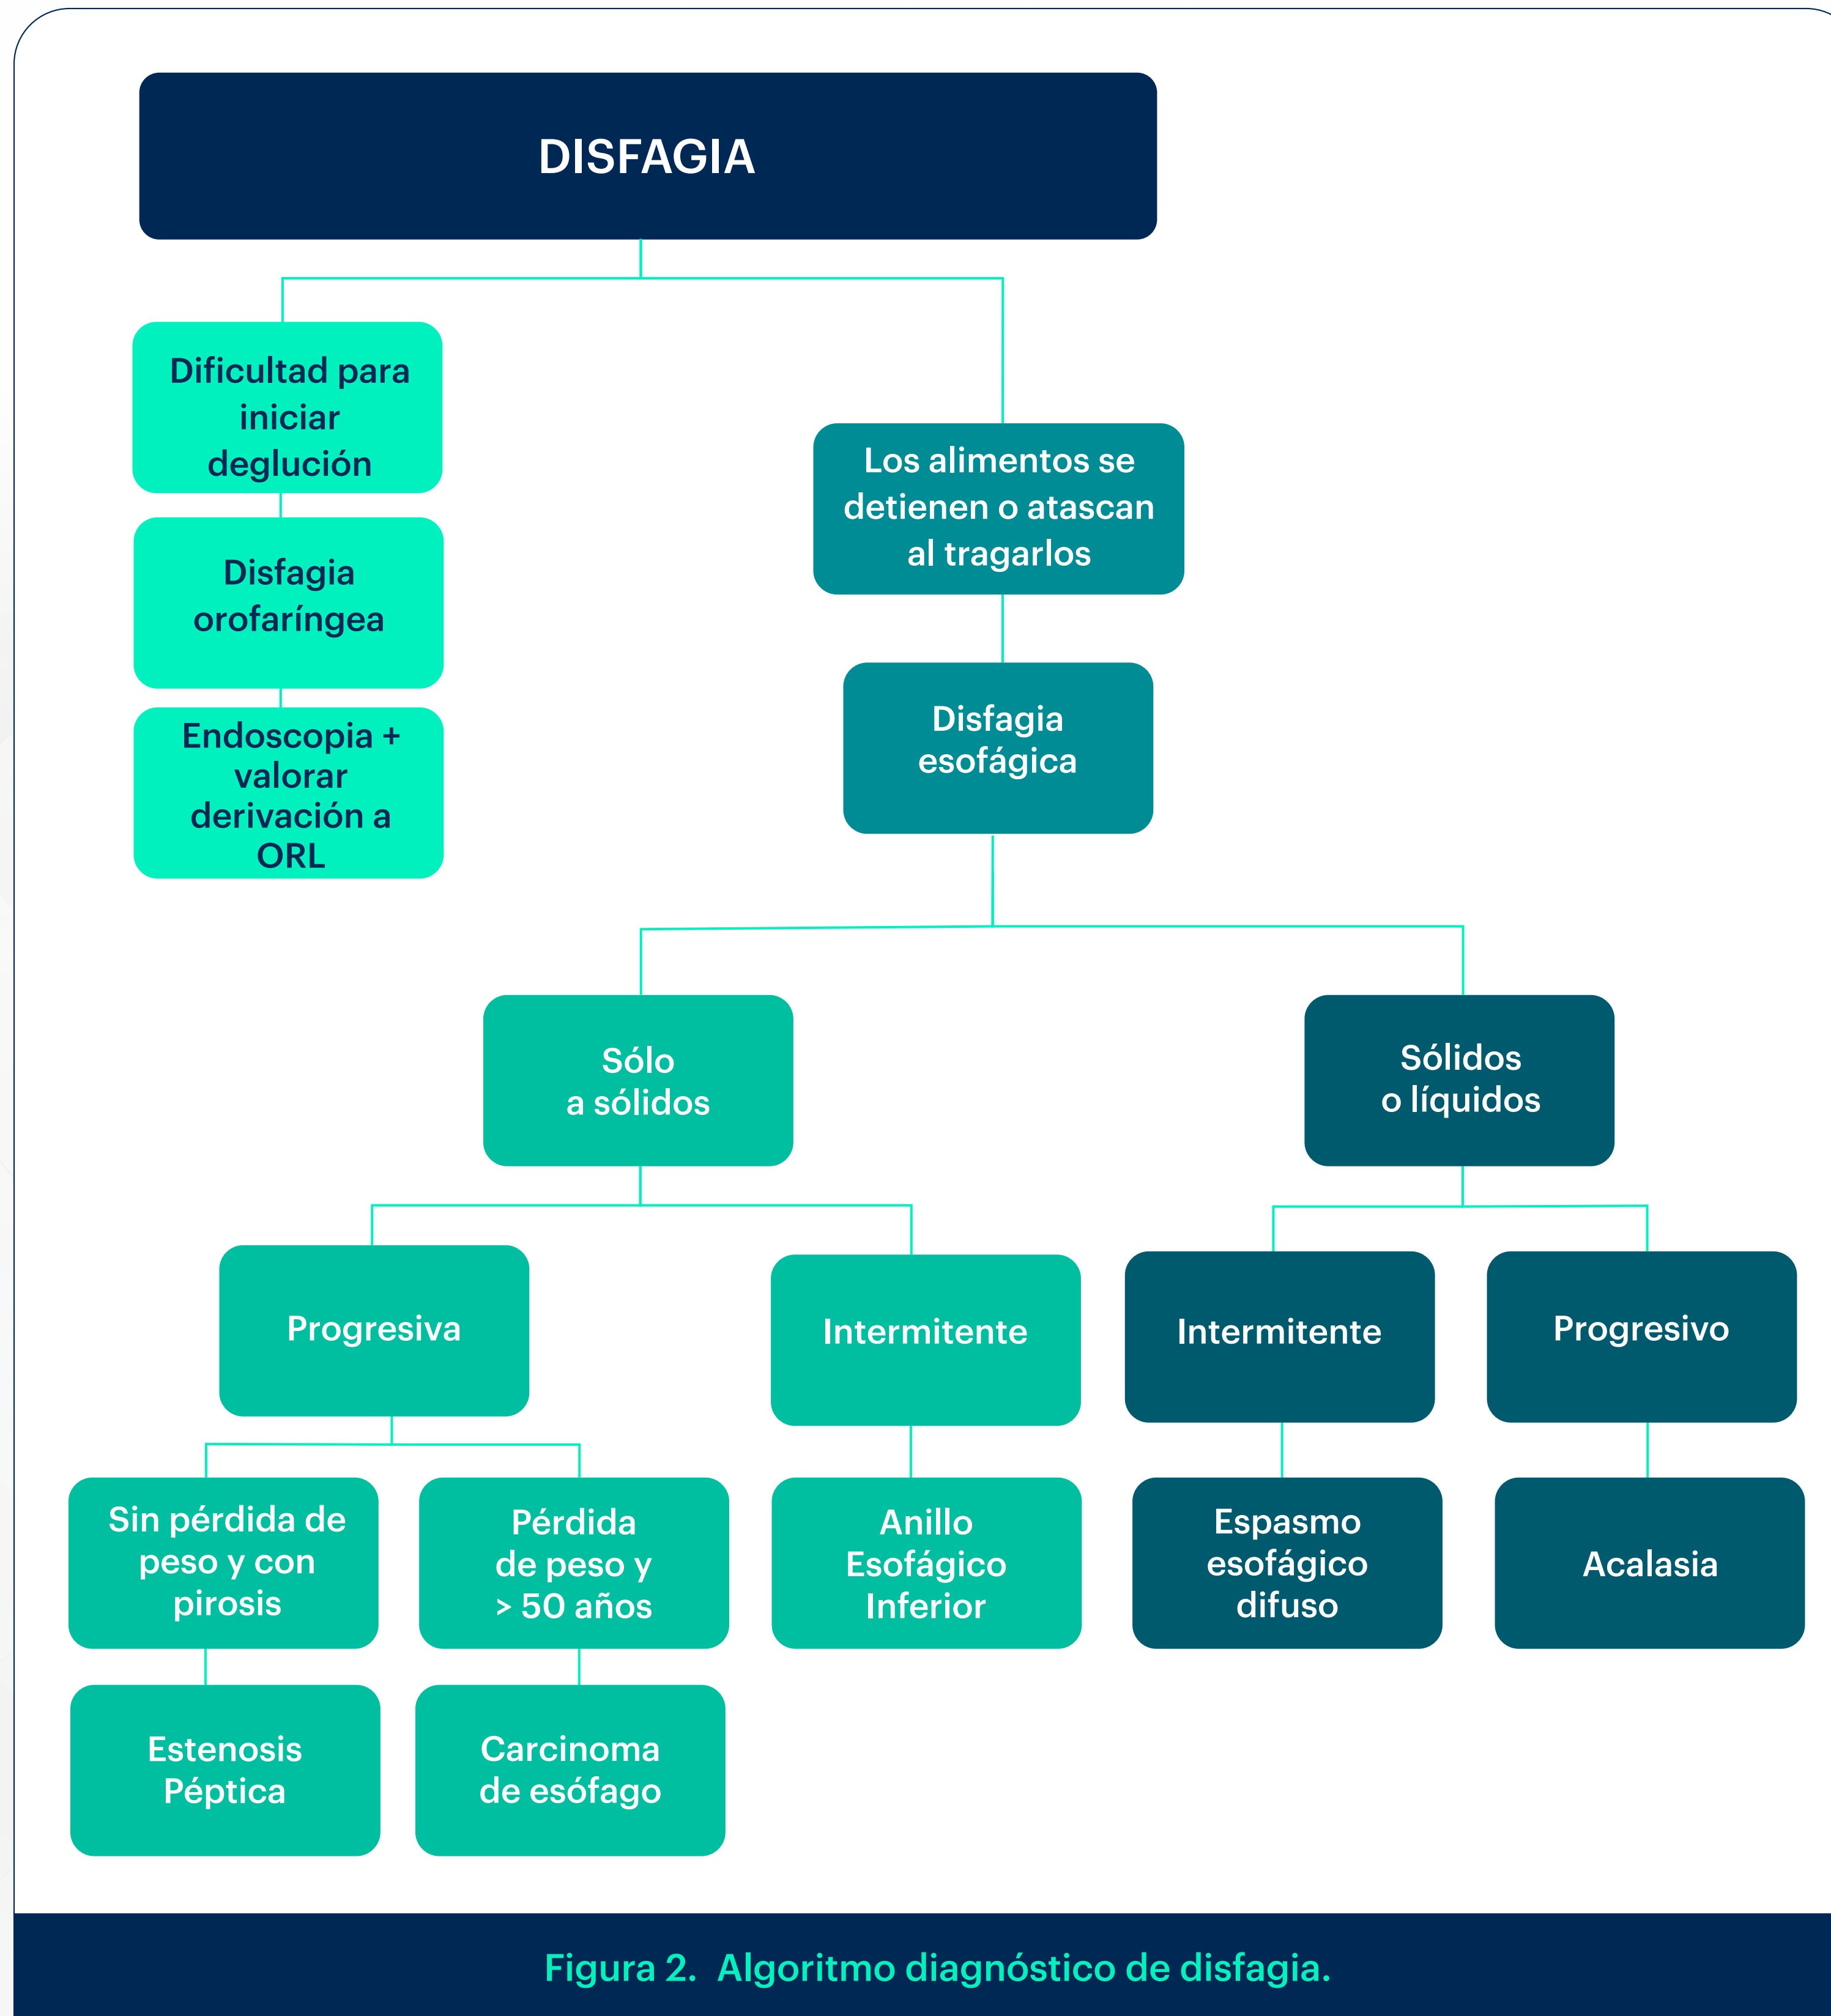 DISFAGIA
Dificultad para
iniciar
deglución
Disfagia
orofaríngea
Endoscopia +
valorar
derivación a
ORL
Los alimentos se
detienen o atascan
al tragarlos
Disfagia
esofágica
Sólo
a sólidos
Sólidos
o líquidos
Progresiva
Intermitente
Intermitente
Progresivo
Sin pérdida de
peso y con
pirosis
Pérdida
de peso y
> 50 años
Anillo
Esofágico
Inferior
Espasmo
esofágico
difuso
Acalasia
Estenosis
Péptica
Carcinoma
de esófago
Figura 2. Algoritmo diagnóstico de disfagia.